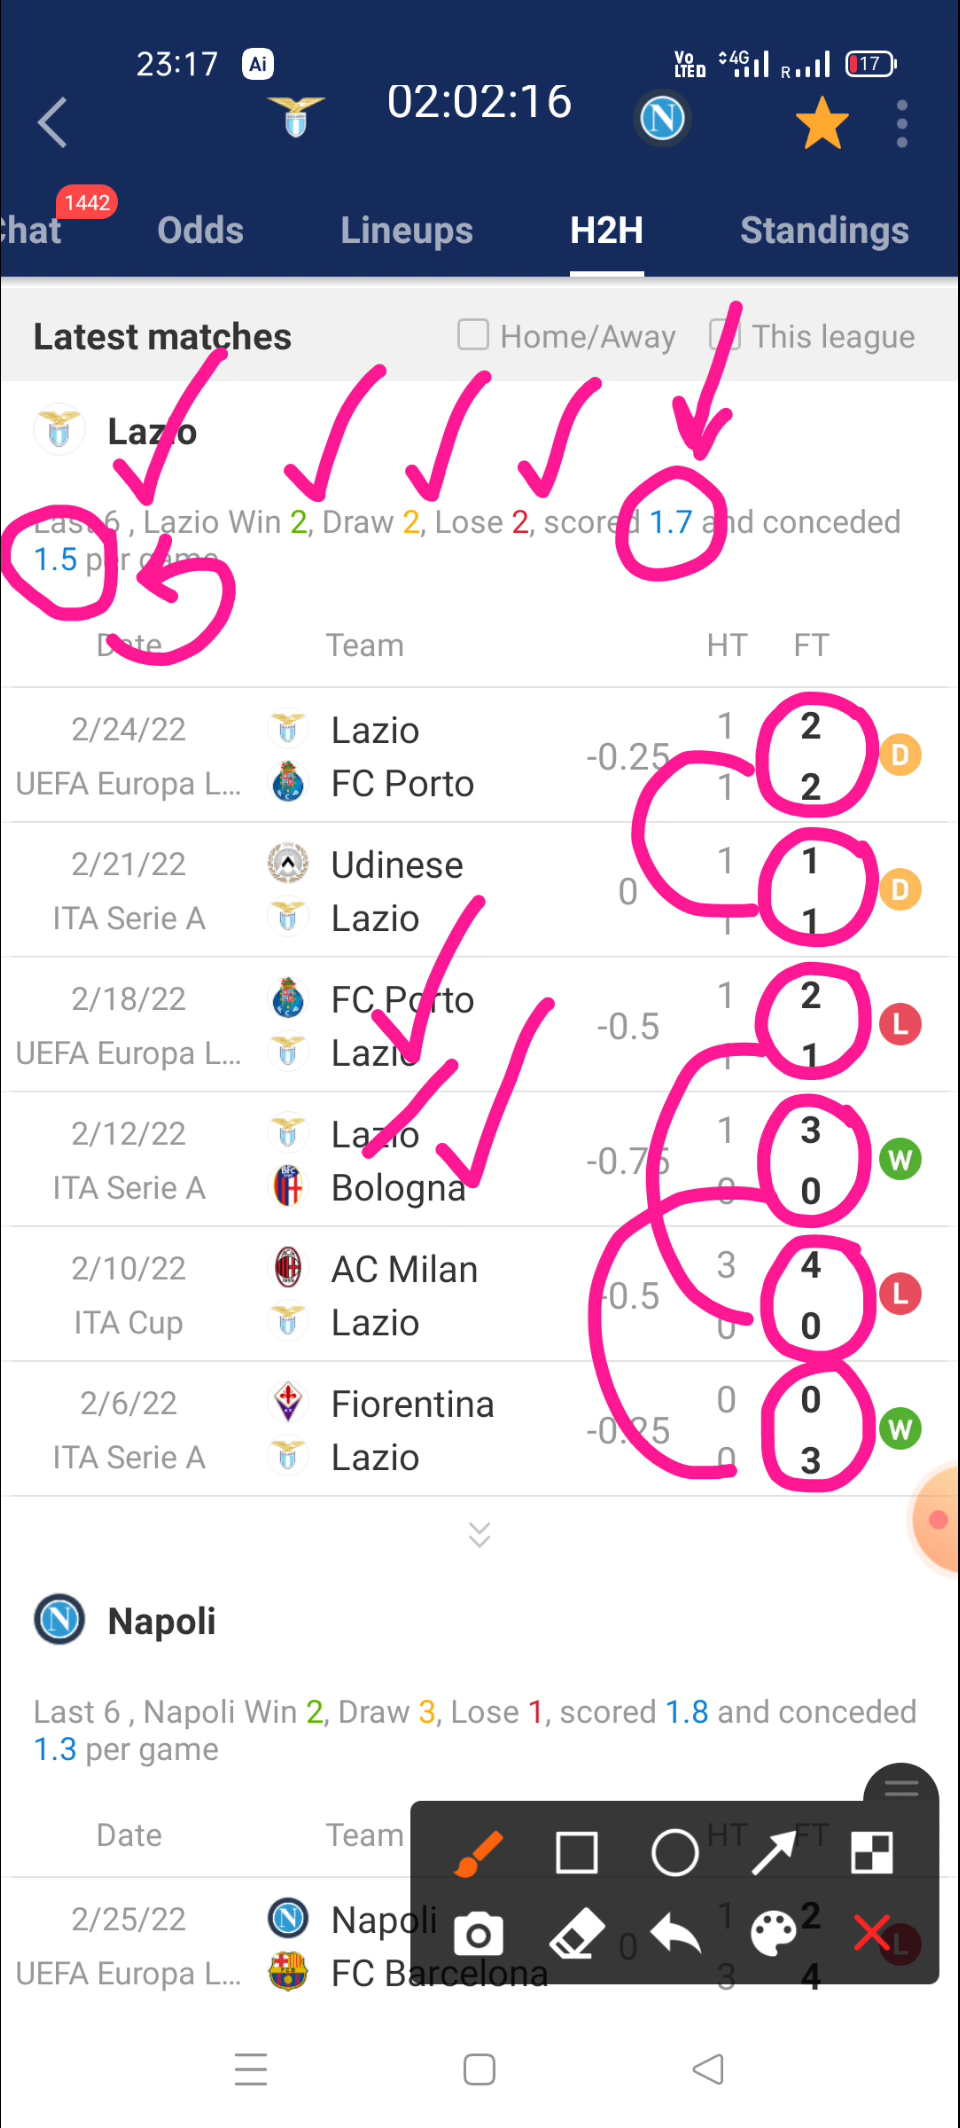 23:17 Ai Vo LTED 4G R 17
02:02:16
Chat 1442 Odds Lineups H2H Standings
Latest matches Home/Away This league
Lazio
Last 6 , Lazio Win 2, Draw 2, Lose 2, scored 1.7 and conceded
1.5 per game
Date Team HT FT
2/24/22 Lazio 1 2
-0.25 D
UEFA Europa L... FC Porto 1 2
2/21/22 Udinese 1 1
0 D
ITA Serie A Lazio 1 1
2/18/22 FC Porto 1 2
-0.5 L
UEFA Europa L... Lazio 1 1
2/12/22 Lazio 1 3
-0.75 W
ITA Serie A Bologna 0 0
2/10/22 AC Milan 3 4
-0.5 L
ITA Cup Lazio 0 0
2/6/22 Fiorentina 0 0
-0.25 W
ITA Serie A Lazio 0 3
Napoli
Last 6 , Napoli Win 2, Draw 3, Lose 1, scored 1.8 and conceded
1.3 per game
Date Team HT FT
2/25/22 Napoli 1 2
0 L
UEFA Europa L... FC Barcelona 3 4